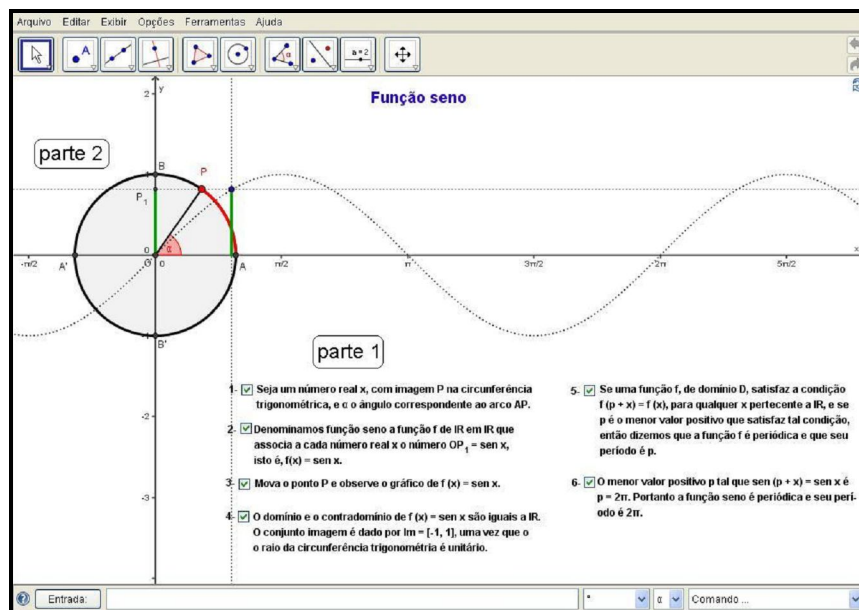 Arquivo Editar Exibir Opções Ferramentas Ajuda
A
α
a=2
Função seno
parte 2
2
y
1
B
P
P1
α
0
O
0
A'
A
-π/2
π/2
π
3π/2
2π
5π/2
x
-1
B'
-2
-3
parte 1
1- Seja um número real x, com imagem P na circunferência
trigonométrica, e α o ângulo correspondente ao arco AP.
2- Denominamos função seno a função f de IR em IR que
associa a cada número real x o número OP1 = sen x,
isto é, f(x) = sen x.
3- Mova o ponto P e observe o gráfico de f (x) = sen x.
4- O domínio e o contradomínio de f (x) = sen x são iguais a IR.
O conjunto imagem é dado por Im = [-1, 1], uma vez que o
o raio da circunferência trigonométria é unitário.
5- Se uma função f, de domínio D, satisfaz a condição
f (p + x) = f (x), para qualquer x pertecente a IR, e se
p é o menor valor positivo que satisfaz tal condição,
então dizemos que a função f é periódica e que seu
período é p.
6- O menor valor positivo p tal que sen (p + x) = sen x é
p = 2π. Portanto a função seno é periódica e seu perí-
odo é 2π.
Entrada:
°
α
Comando ...